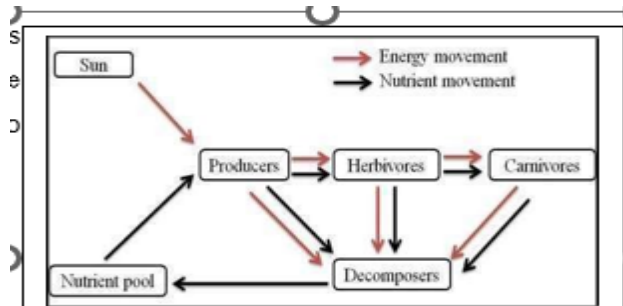 s
Sun
Energy movement
e
Nutrient movement
o
Producers
Herbivores
Carnivores
Nutrient pool
Decomposers